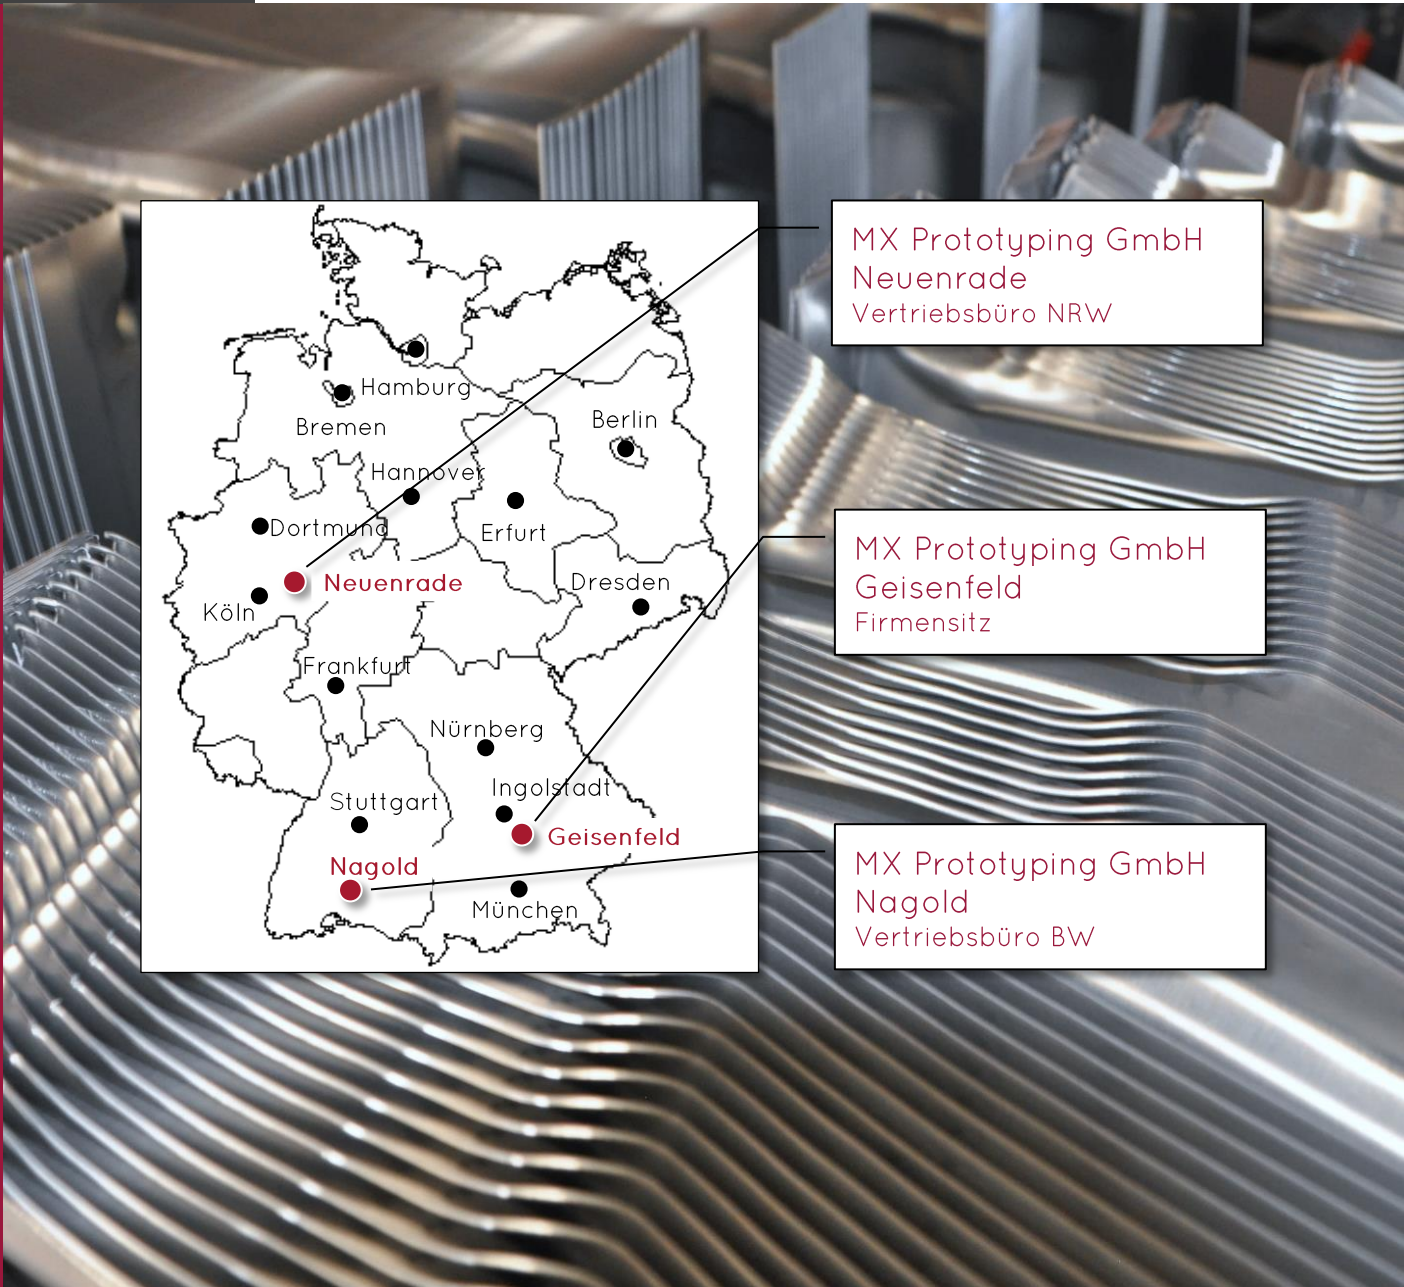 MX Prototyping GmbH
Neuenrade
Vertriebsbüro NRW
Hamburg
Bremen
Berlin
Hannover
Dortmund
Erfurt
Neuenrade
Dresden
Köln
MX Prototyping GmbH
Geisenfeld
Firmensitz
Frankfurt
Nürnberg
Ingolstadt
Stuttgart
Geisenfeld
Nagold
München
MX Prototyping GmbH
Nagold
Vertriebsbüro BW